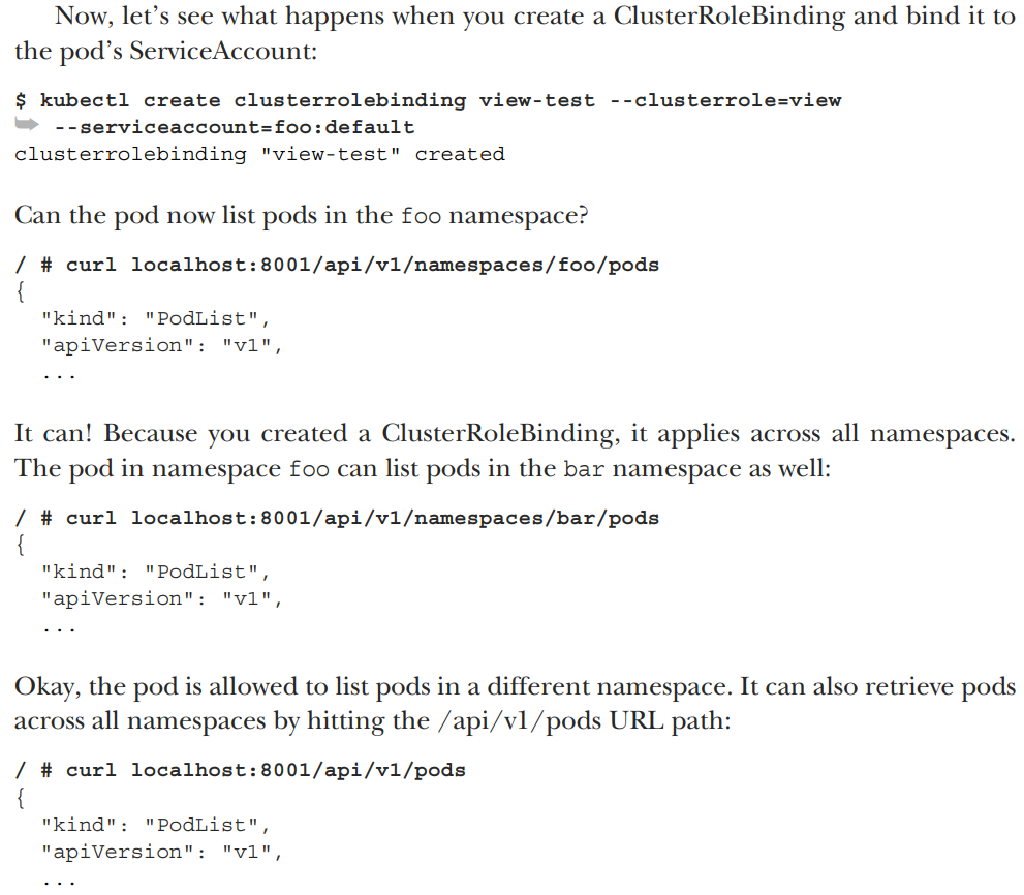 Now, let’s see what happens when you create a ClusterRoleBinding and bind it to
the pod’s ServiceAccount:
$ kubectl create clusterrolebinding view-test --clusterrole=view
➥ --serviceaccount=foo:default
clusterrolebinding "view-test" created
Can the pod now list pods in the foo namespace?
/ # curl localhost:8001/api/v1/namespaces/foo/pods
{
  "kind": "PodList",
  "apiVersion": "v1",
  ...
It can! Because you created a ClusterRoleBinding, it applies across all namespaces.
The pod in namespace foo can list pods in the bar namespace as well:
/ # curl localhost:8001/api/v1/namespaces/bar/pods
{
  "kind": "PodList",
  "apiVersion": "v1",
  ...
Okay, the pod is allowed to list pods in a different namespace. It can also retrieve pods
across all namespaces by hitting the /api/v1/pods URL path:
/ # curl localhost:8001/api/v1/pods
{
  "kind": "PodList",
  "apiVersion": "v1",
  ...